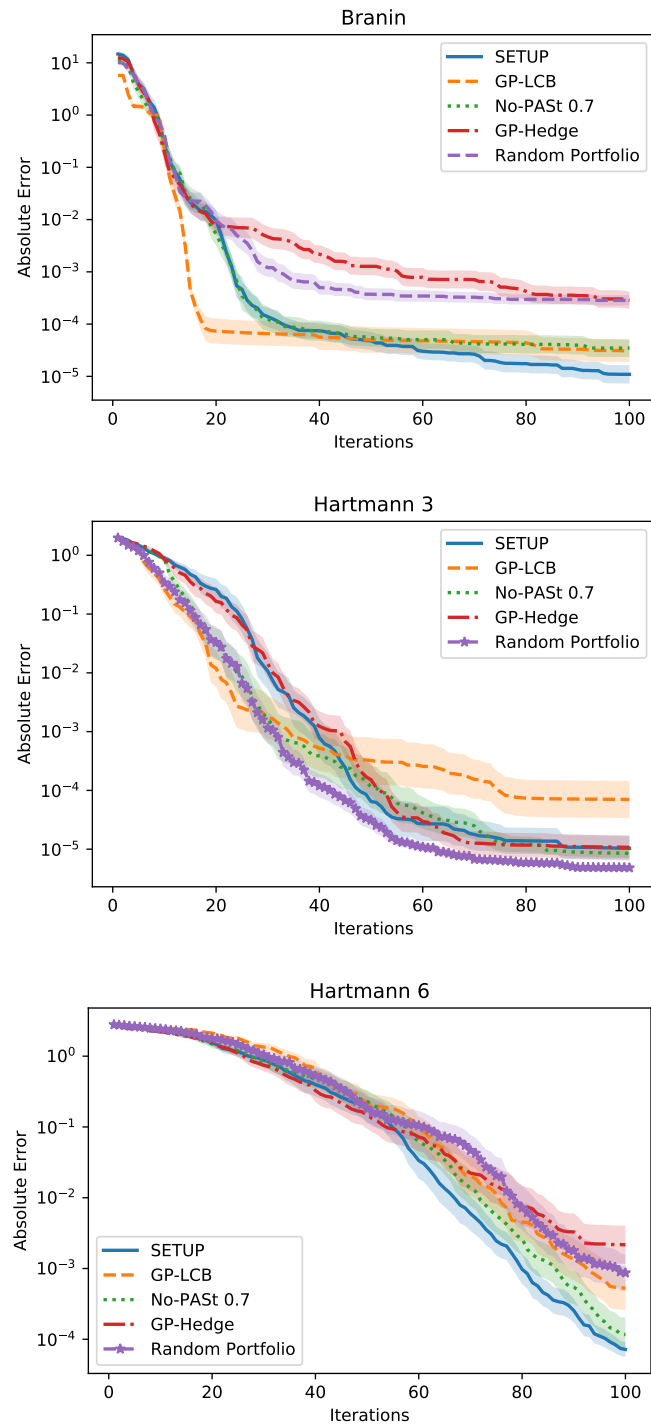 Branin
10^1
10^0
10^-1
10^-2
10^-3
10^-4
10^-5
Absolute Error
SETUP
GP-LCB
No-PASt 0.7
GP-Hedge
Random Portfolio
0 20 40 60 80 100
Iterations
Hartmann 3
10^0
10^-1
10^-2
10^-3
10^-4
10^-5
Absolute Error
SETUP
GP-LCB
No-PASt 0.7
GP-Hedge
Random Portfolio
0 20 40 60 80 100
Iterations
Hartmann 6
10^0
10^-1
10^-2
10^-3
10^-4
Absolute Error
SETUP
GP-LCB
No-PASt 0.7
GP-Hedge
Random Portfolio
0 20 40 60 80 100
Iterations